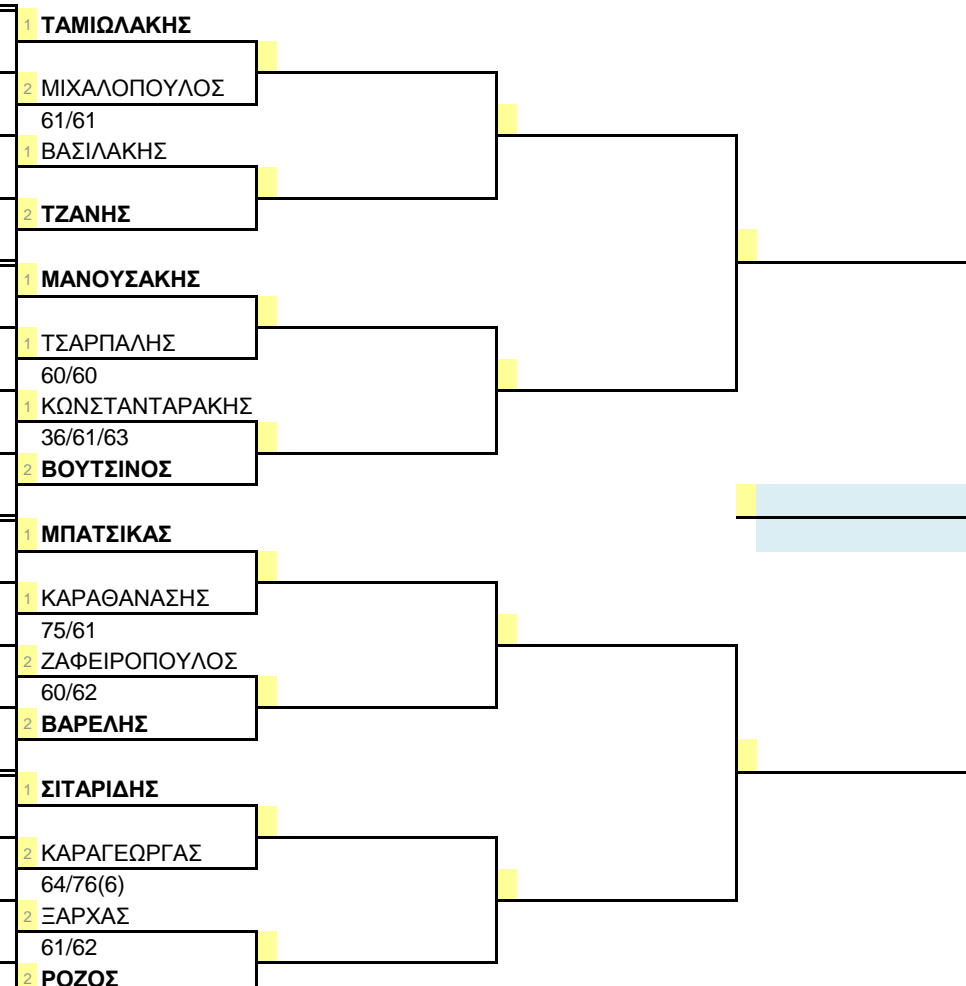 1 ΤΑΜΙΩΛΑΚΗΣ
2 ΜΙΧΑΛΟΠΟΥΛΟΣ
61/61
1 ΒΑΣΙΛΑΚΗΣ
2 ΤΖΑΝΗΣ
1 ΜΑΝΟΥΣΑΚΗΣ
1 ΤΣΑΡΠΑΛΗΣ
60/60
1 ΚΩΝΣΤΑΝΤΑΡΑΚΗΣ
36/61/63
2 ΒΟΥΤΣΙΝΟΣ
1 ΜΠΑΤΣΙΚΑΣ
1 ΚΑΡΑΘΑΝΑΣΗΣ
75/61
2 ΖΑΦΕΙΡΟΠΟΥΛΟΣ
60/62
2 ΒΑΡΕΛΗΣ
1 ΣΙΤΑΡΙΔΗΣ
2 ΚΑΡΑΓΕΩΡΓΑΣ
64/76(6)
2 ΞΑΡΧΑΣ
61/62
2 ΡΟΖΟΣ